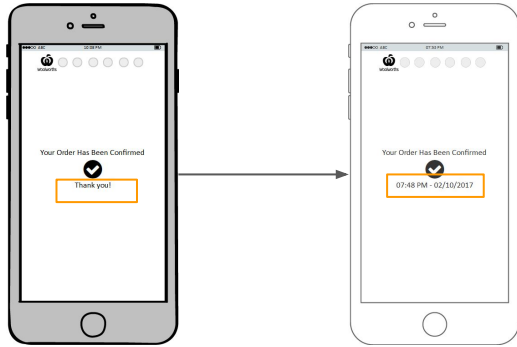 ABC 10:08 PM
woolworths
Your Order Has Been Confirmed
Thank you!
ABC 07:53 PM
woolworths
Your Order Has Been Confirmed
07:48 PM - 02/10/2017